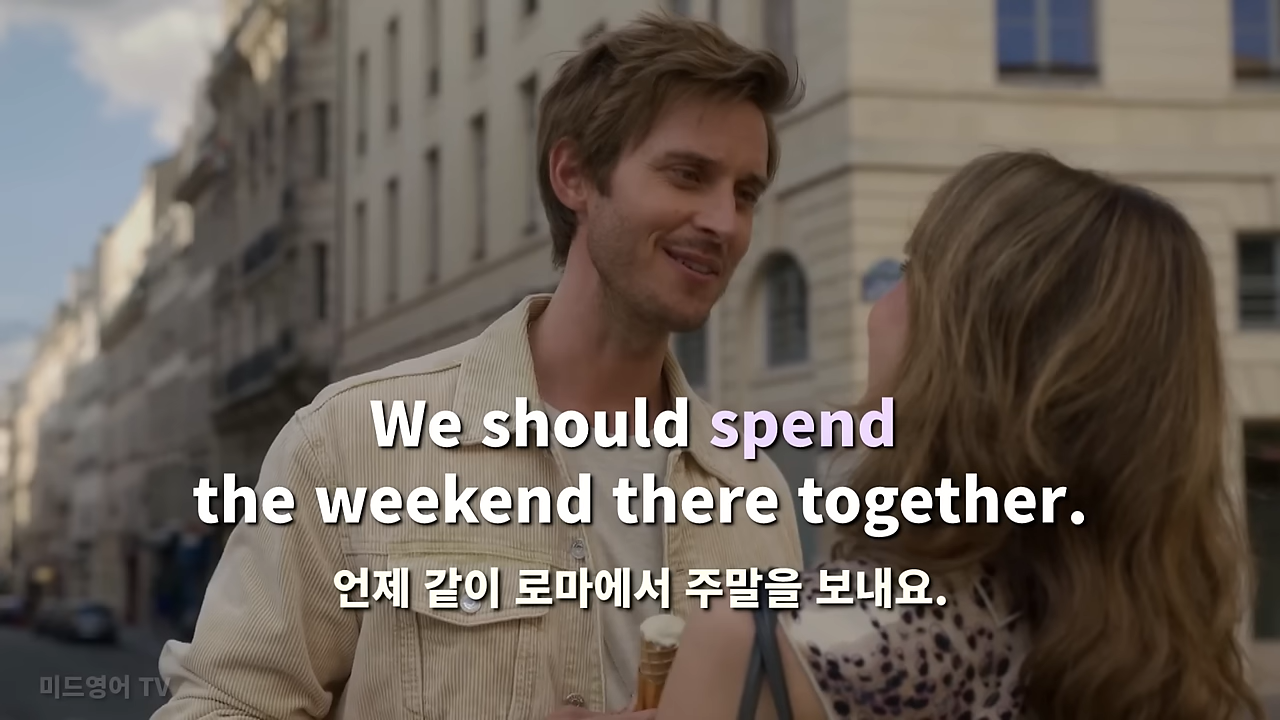 We should spend
the weekend there together.
언제 같이 로마에서 주말을 보내요.
미드영어 TV